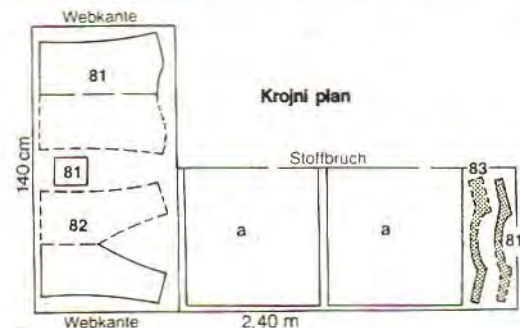 Webkante
81
Krojni plan
140 cm
Stoffbruch
81
83
82
a
a
81
Webkante
2.40 m